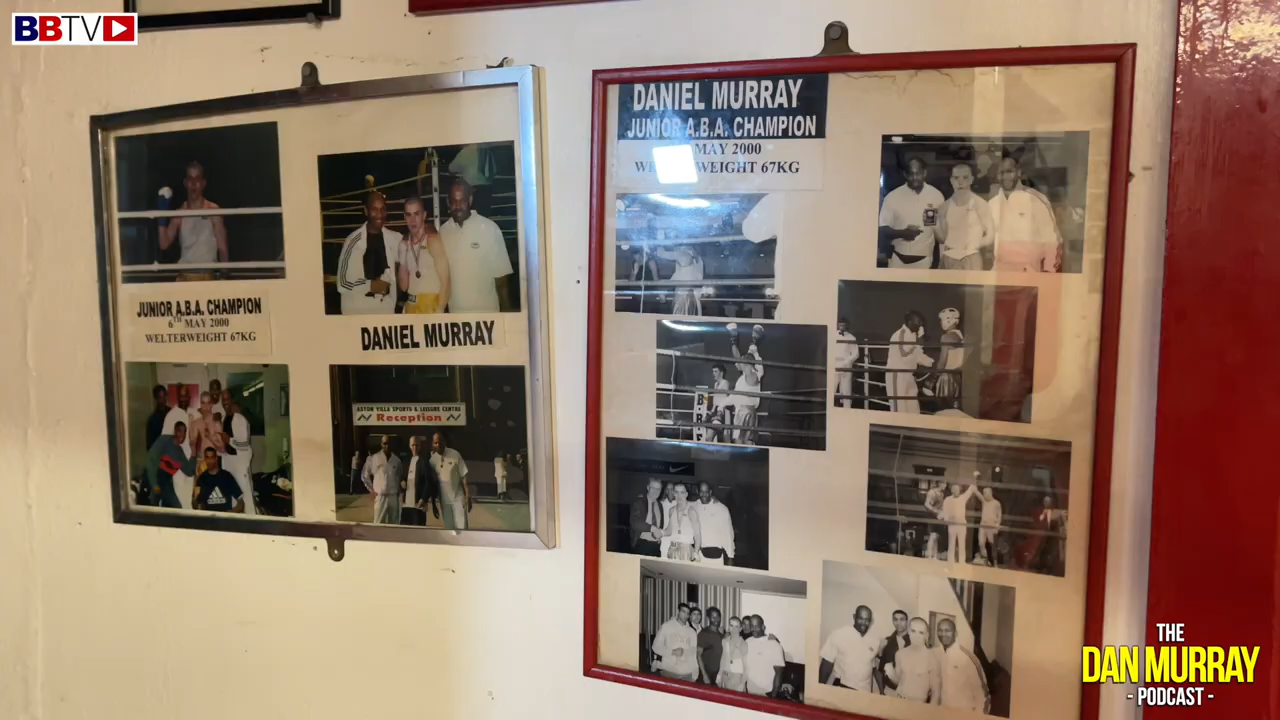 BBTV
JUNIOR A.B.A. CHAMPION
6TH MAY 2000
WELTERWEIGHT 67KG
DANIEL MURRAY
ASTON VILLA SPORTS & LEISURE CENTRE
Reception
DANIEL MURRAY
JUNIOR A.B.A. CHAMPION
MAY 2000
67KG
THE
DAN MURRAY
- PODCAST -